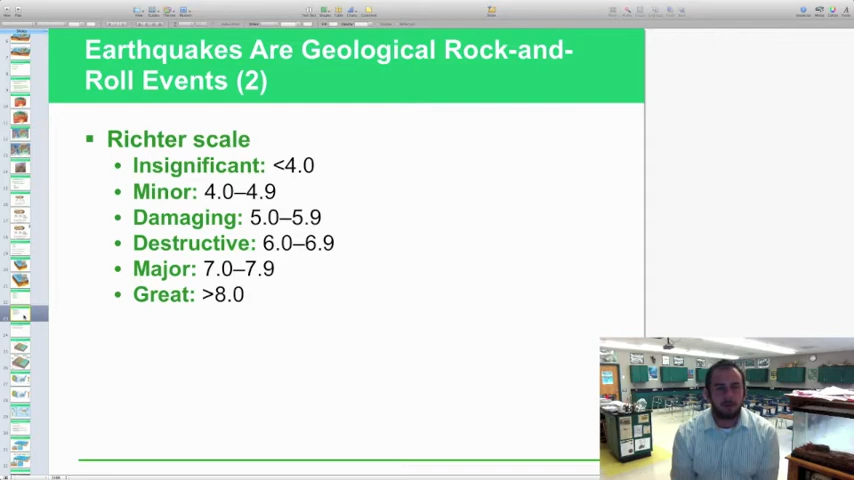 Earthquakes Are Geological Rock-and-
Roll Events (2)
▪ Richter scale
• Insignificant: <4.0
• Minor: 4.0–4.9
• Damaging: 5.0–5.9
• Destructive: 6.0–6.9
• Major: 7.0–7.9
• Great: >8.0